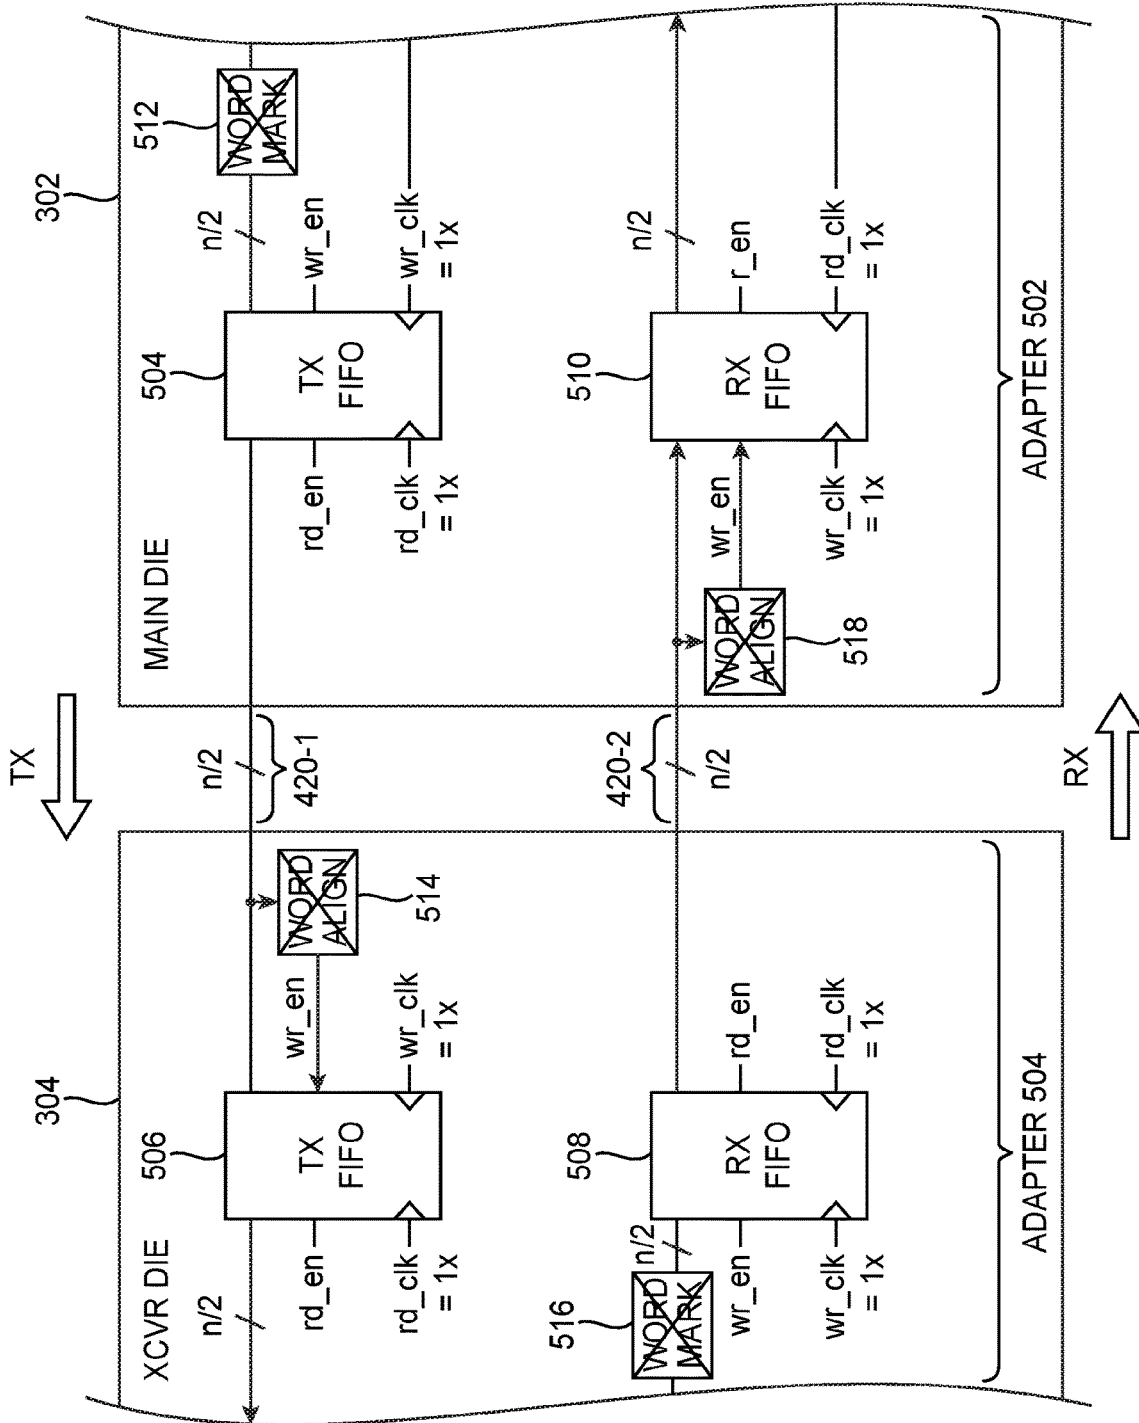 TX
XCVR DIE
304
MAIN DIE
302
n/2
506
TX
FIFO
rd_en
rd_clk
= 1x
wr_en
wr_clk
= 1x
WORD
ALIGN
514
n/2
420-1
504
TX
FIFO
rd_en
rd_clk
= 1x
n/2
wr_en
wr_clk
= 1x
512
WORD
MARK
516
WORD
MARK
n/2
wr_en
wr_clk
= 1x
508
RX
FIFO
rd_en
rd_clk
= 1x
420-2
n/2
WORD
ALIGN
518
wr_en
wr_clk
= 1x
510
RX
FIFO
n/2
r_en
rd_clk
= 1x
ADAPTER 504
ADAPTER 502
RX